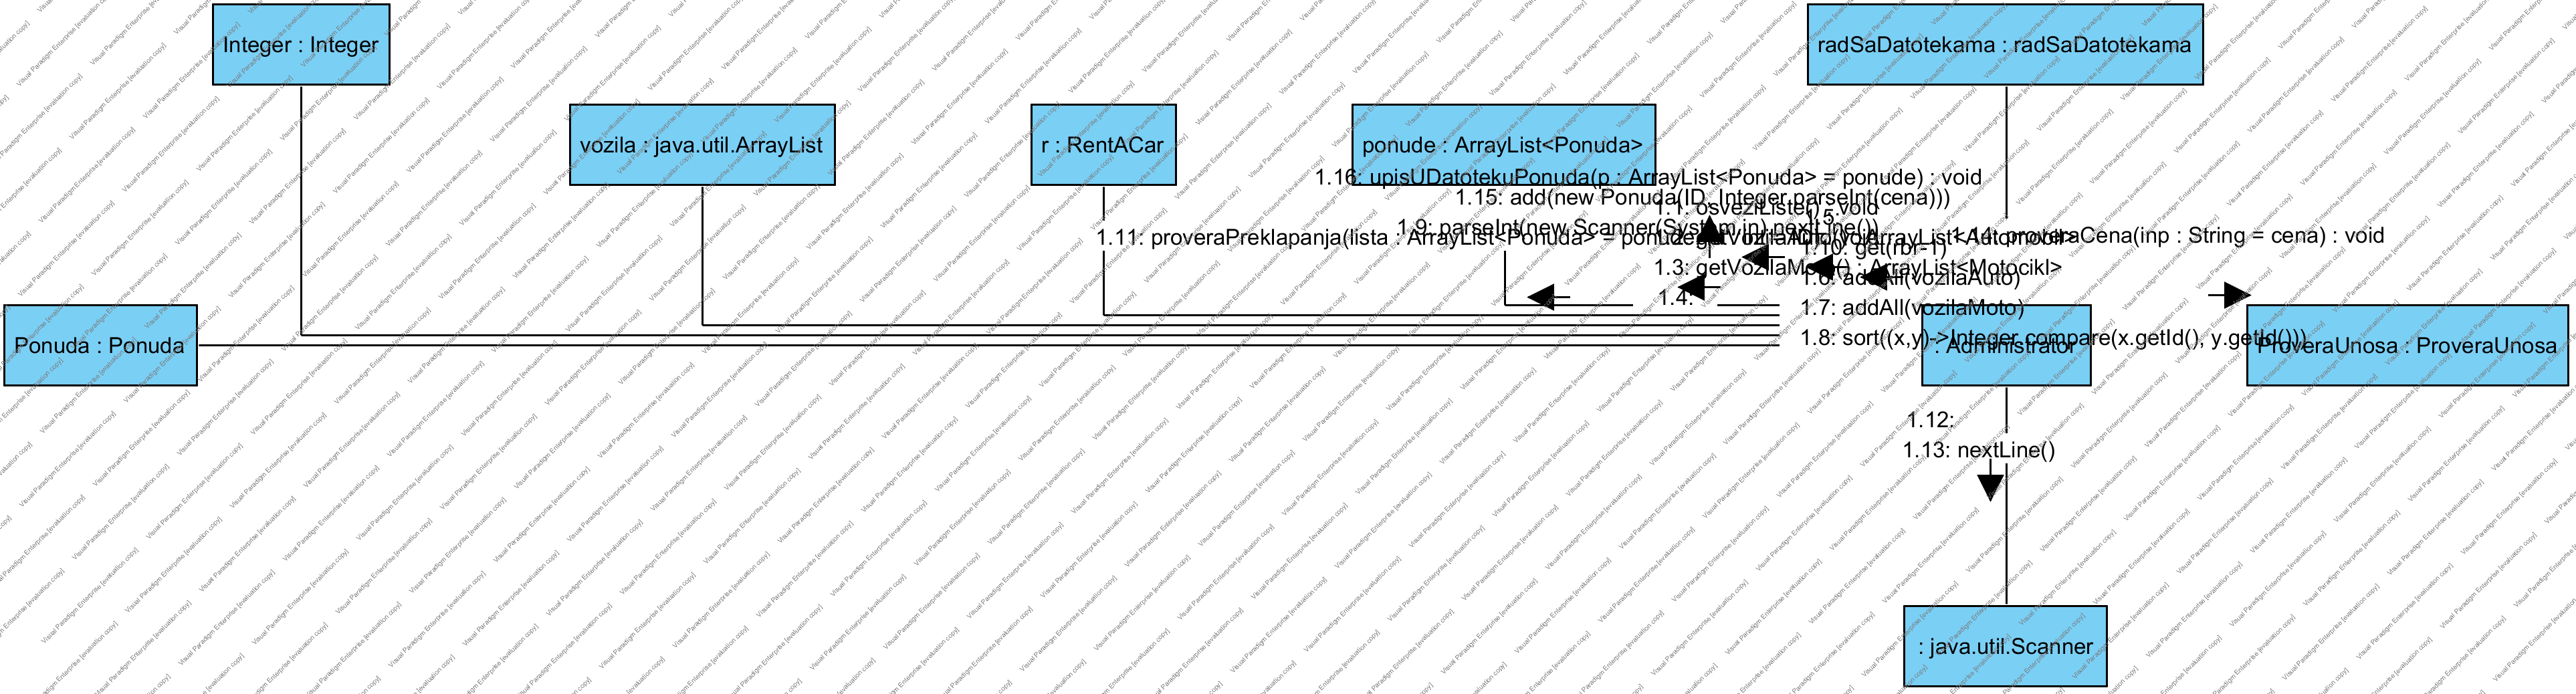 Integer : Integer
radSaDatotekama : radSaDatotekama
vozila : java.util.ArrayList
r : RentACar
ponude : ArrayList<Ponuda>
1.16: upisUDatotekuPonuda(p : ArrayList<Ponuda> = ponude) : void
1.15: add(new Ponuda(ID, Integer.parseInt(cena)))
1.1: osveziListe() : void
1.5:
1.9: parseInt(new Scanner(System.in).nextLine())
1.11: proveraPreklapanja(lista : ArrayList<Ponuda> = ponude
ArrayList<Automobil>
1.14: proveraCena(inp : String = cena) : void
1.10: get(rbr-1)
1.3: getVozilaMoto() : ArrayList<Motocikl>
1.6: addAll(vozilaAuto)
1.4:
1.7: addAll(vozilaMoto)
1.8: sort((x,y)->Integer.compare(x.getId(), y.getId()))
Ponuda : Ponuda
: Administrator
ProveraUnosa : ProveraUnosa
1.12:
1.13: nextLine()
: java.util.Scanner
Visual Paradigm Enterprise [evaluation copy]